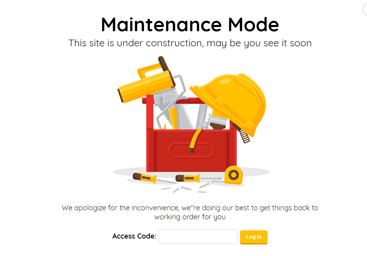 Maintenance Mode
This site is under construction, may be you see it soon
We apologize for the inconvenience, we"re doing our best to get things back to
working order for you
Access Code:
Log In